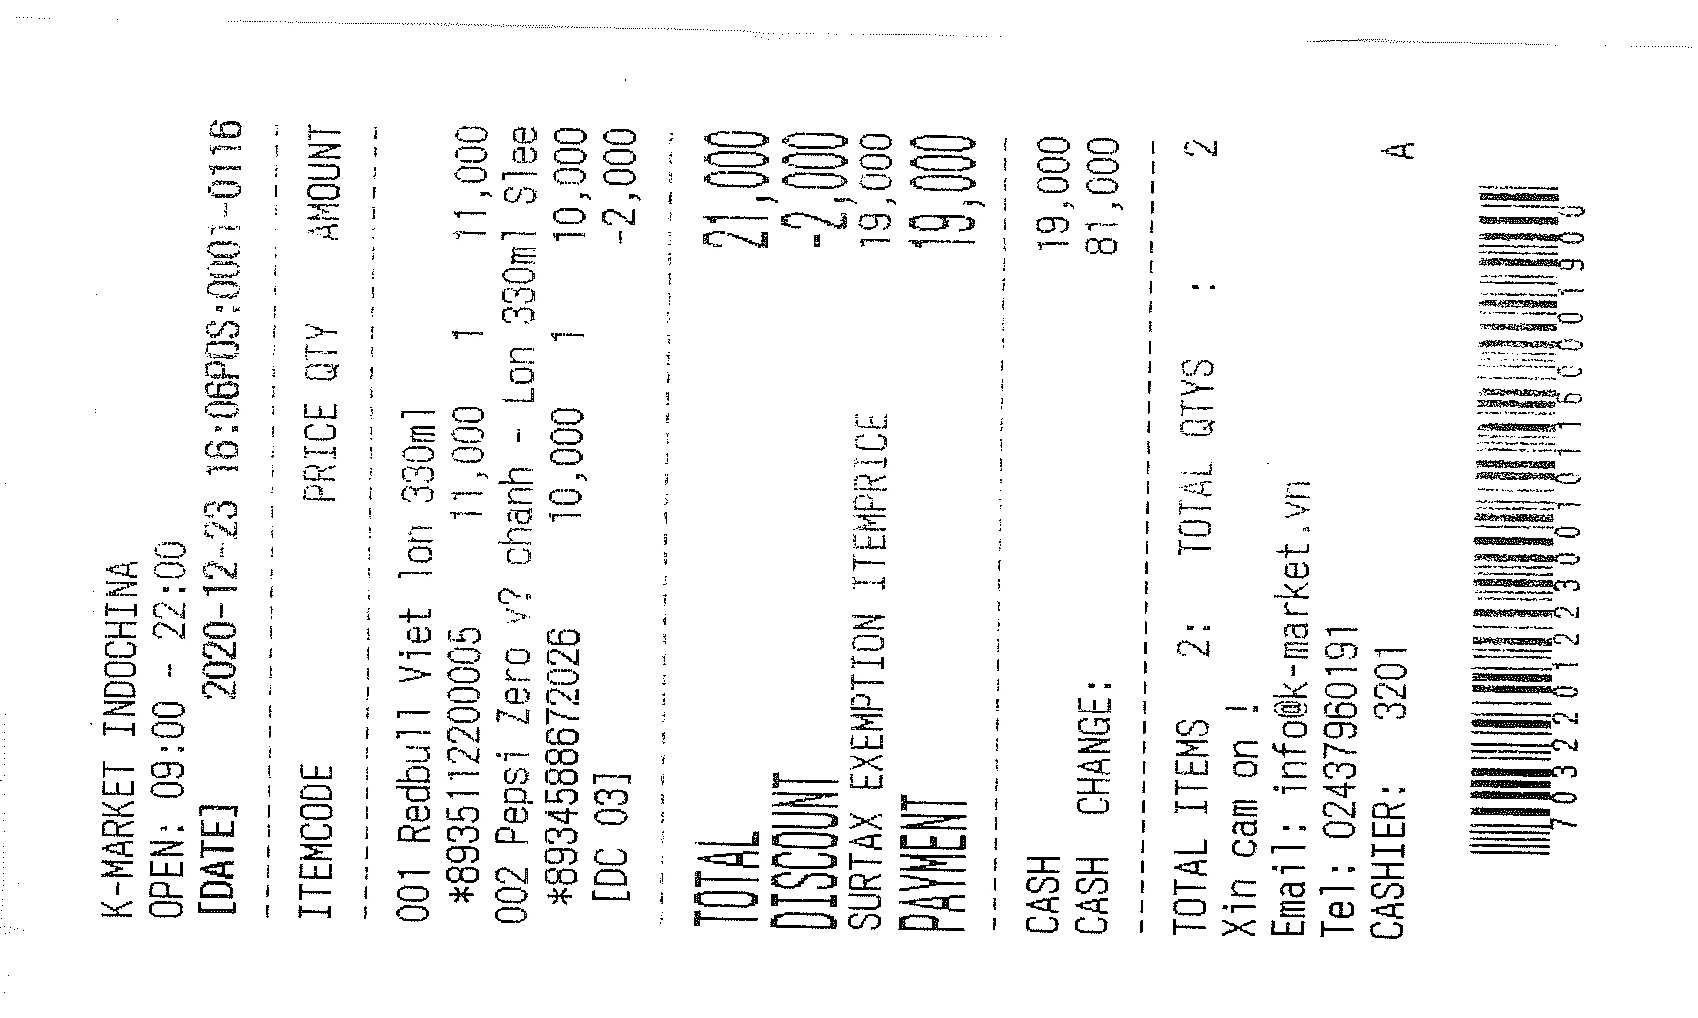 K-MARKET INDOCHINA
OPEN: 09:00 - 22:00
[DATE] 2020-12-23 16:06POS:0001-0116
ITEMCODE PRICE QTY AMOUNT
001 Redbull Viet lon 330ml
*8935112200005 11,000 1 11,000
002 Pepsi Zero v? chanh - Lon 330ml Slee
*8934588672026 10,000 1 10,000
[DC 03] -2,000
TOTAL 21,000
DISCOUNT -2,000
SURTAX EXEMPTION ITEMPRICE 19,000
PAYMENT 19,000
CASH 19,000
CASH CHANGE: 81,000
TOTAL ITEMS 2: TOTAL QTYS : 2
Xin cam on !
Email: info@k-market.vn
Tel: 02437960191
CASHIER: 3201 A
703220122300101160001900